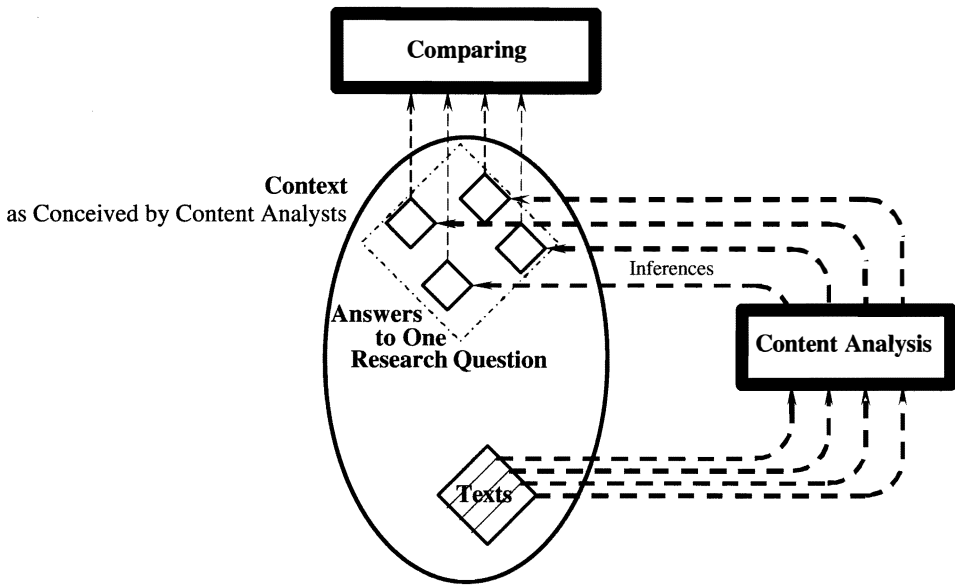 Comparing
Context
as Conceived by Content Analysts
Inferences
Answers
to One
Research Question
Content Analysis
Texts